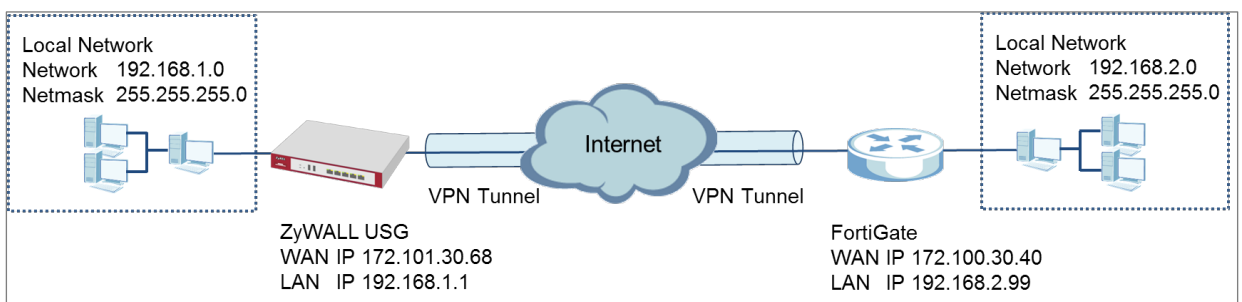 Local Network
Network 192.168.1.0
Netmask 255.255.255.0
Local Network
Network 192.168.2.0
Netmask 255.255.255.0
Internet
VPN Tunnel
VPN Tunnel
ZyWALL USG
WAN IP 172.101.30.68
LAN IP 192.168.1.1
FortiGate
WAN IP 172.100.30.40
LAN IP 192.168.2.99